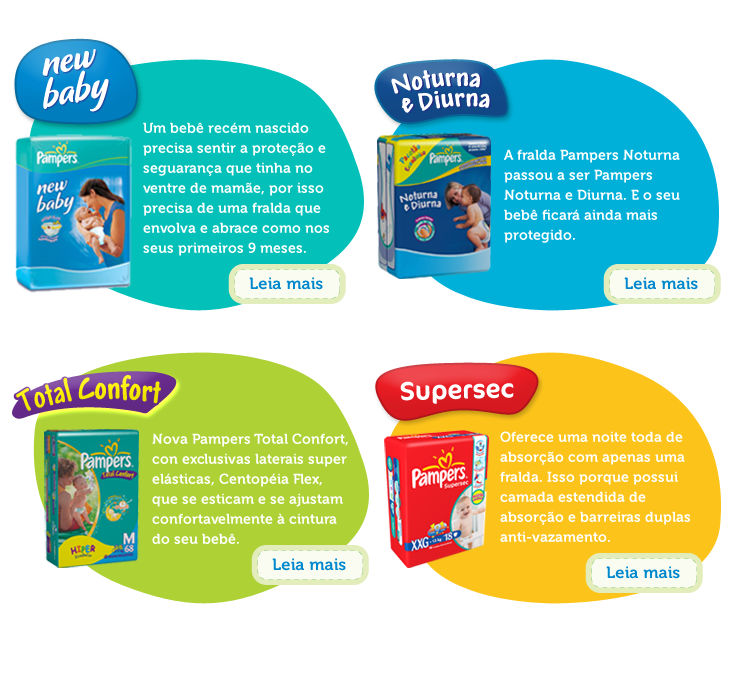 new
baby
Pampers
new
baby
Um bebê recém nascido
precisa sentir a proteção e
seguarança que tinha no
ventre de mamãe, por isso
precisa de uma fralda que
envolva e abrace como nos
seus primeiros 9 meses.
Leia mais
Noturna
e Diurna
Pampers
Noturna
e Diurna
A fralda Pampers Noturna
passou a ser Pampers
Noturna e Diurna. E o seu
bebê ficará ainda mais
protegido.
Leia mais
Total Confort
Pampers
Total Confort
M
68
HIPER
Nova Pampers Total Confort,
con exclusivas laterais super
elásticas, Centopéia Flex,
que se esticam e se ajustam
confortavelmente à cintura
do seu bebê.
Leia mais
Supersec
Pampers
Supersec
XXG
18
Oferece uma noite toda de
absorção com apenas uma
fralda. Isso porque possui
camada estendida de
absorção e barreiras duplas
anti-vazamento.
Leia mais